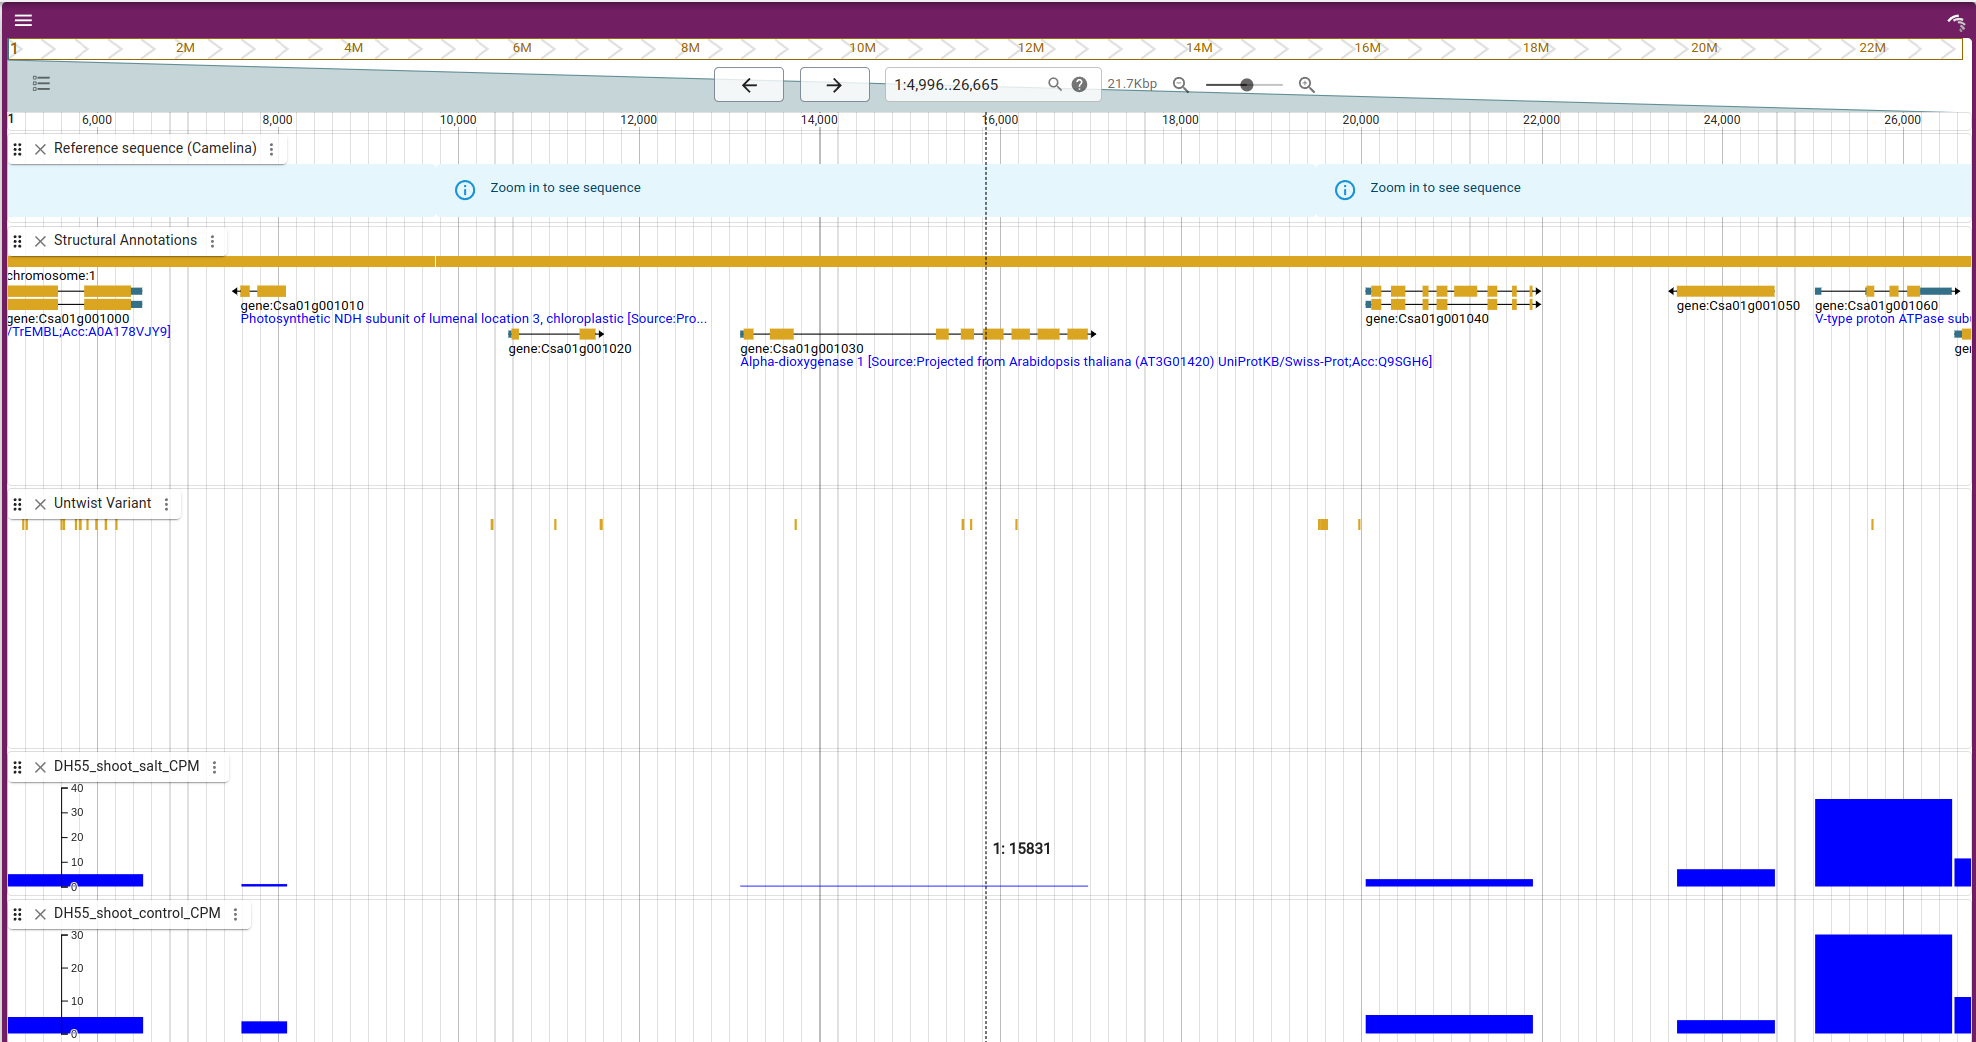 1 2M 4M 6M 8M 10M 12M 14M 16M 18M 20M 22M
1:4,996..26,665 21.7Kbp
1 6,000 8,000 10,000 12,000 14,000 16,000 18,000 20,000 22,000 24,000 26,000
Reference sequence (Camelina)
Zoom in to see sequence Zoom in to see sequence
Structural Annotations
chromosome:1
gene:Csa01g001010 gene:Csa01g001050 gene:Csa01g001060
gene:Csa01g001000 Photosynthetic NDH subunit of lumenal location 3, chloroplastic [Source:Pro... gene:Csa01g001040 V-type proton ATPase sub
/TrEMBL;Acc:A0A178VJY9]
gene:Csa01g001020 gene:Csa01g001030 ge
Alpha-dioxygenase 1 [Source:Projected from Arabidopsis thaliana (AT3G01420) UniProtKB/Swiss-Prot;Acc:Q9SGH6]
Untwist Variant
DH55_shoot_salt_CPM
40
30
20
1: 15831
10
0
DH55_shoot_control_CPM
30
20
10
0